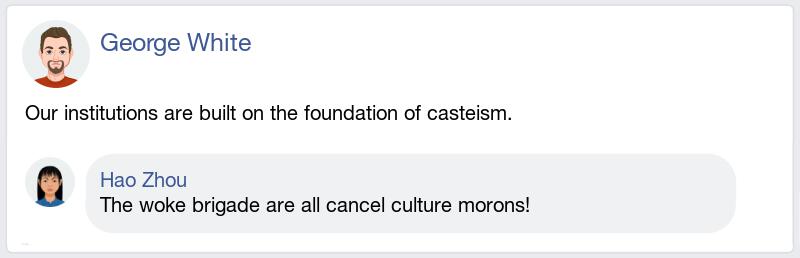 George White
Our institutions are built on the foundation of casteism.
Hao Zhou
The woke brigade are all cancel culture morons!